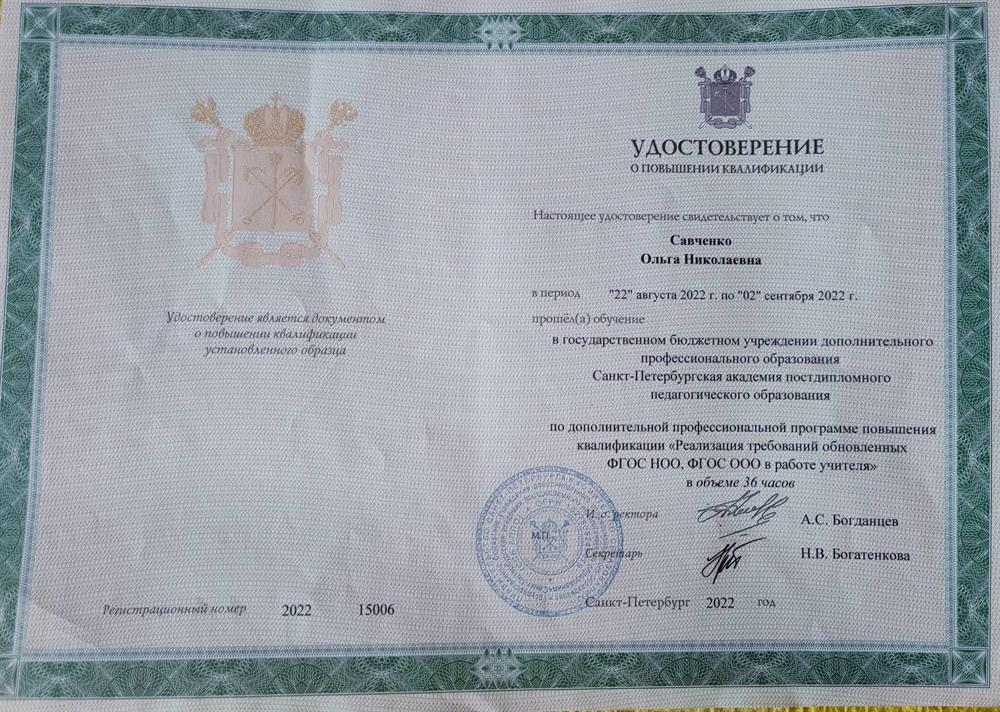 Удостоверение является документом
о повышении квалификации
установленного образца
Регистрационный номер 2022 15006
УДОСТОВЕРЕНИЕ
О ПОВЫШЕНИИ КВАЛИФИКАЦИИ
Настоящее удостоверение свидетельствует о том, что
Савченко
Ольга Николаевна
в период "22" августа 2022 г. по "02" сентября 2022 г.
прошёл(а) обучение
в государственном бюджетном учреждении дополнительного
профессионального образования
Санкт-Петербургская академия постдипломного
педагогического образования
по дополнительной профессиональной программе повышения
квалификации «Реализация требований обновленных
ФГОС НОО, ФГОС ООО в работе учителя»
в объеме 36 часов
И. о. ректора А.С. Богданцев
М.П.
Секретарь Н.В. Богатенкова
Санкт-Петербург 2022 год